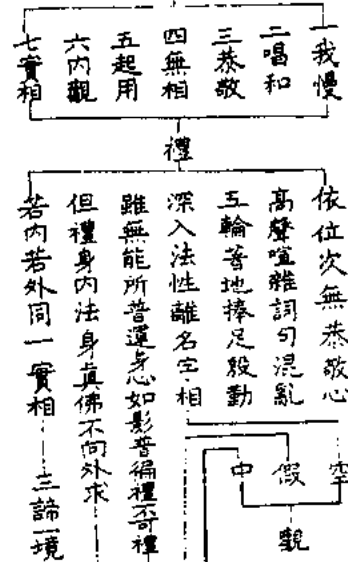 一我慢
二唱和
三恭敬
四無相
五起用
六內觀
七實相
禮
依位次無恭敬心
高聲喧雜詞句混亂
五輪著地捧足殷勤
深入法性離名字相
雖無能所普運身心如影普徧禮不可禮
但禮身內法身真佛不向外求
若內若外同一實相
三諦一境
空
假
中
觀